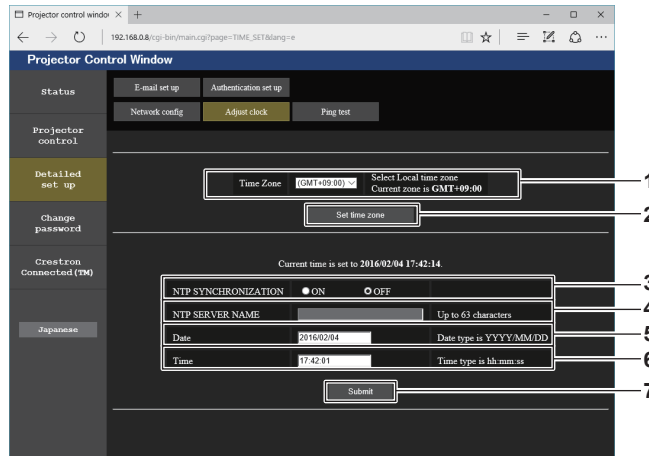 Projector control windov
192.168.0.8/cgi-bin/main.cgi?page=TIME_SET&lang=e
Projector Control Window
Status
Projector
control
Detailed
set up
Change
password
Crestron
Connected(TM)
Japanese
E-mail set up
Authentication set up
Network config
Adjust clock
Ping test
Time Zone
(GMT+09:00)
Select Local time zone
Current zone is GMT+09:00
1
Set time zone
2
Current time is set to 2016/02/04 17:42:14.
NTP SYNCHRONIZATION ON OFF
3
NTP SERVER NAME Up to 63 characters
4
Date 2016/02/04 Date type is YYYY/MM/DD
5
Time 17:42:01 Time type is hh:mm:ss
6
Submit
7